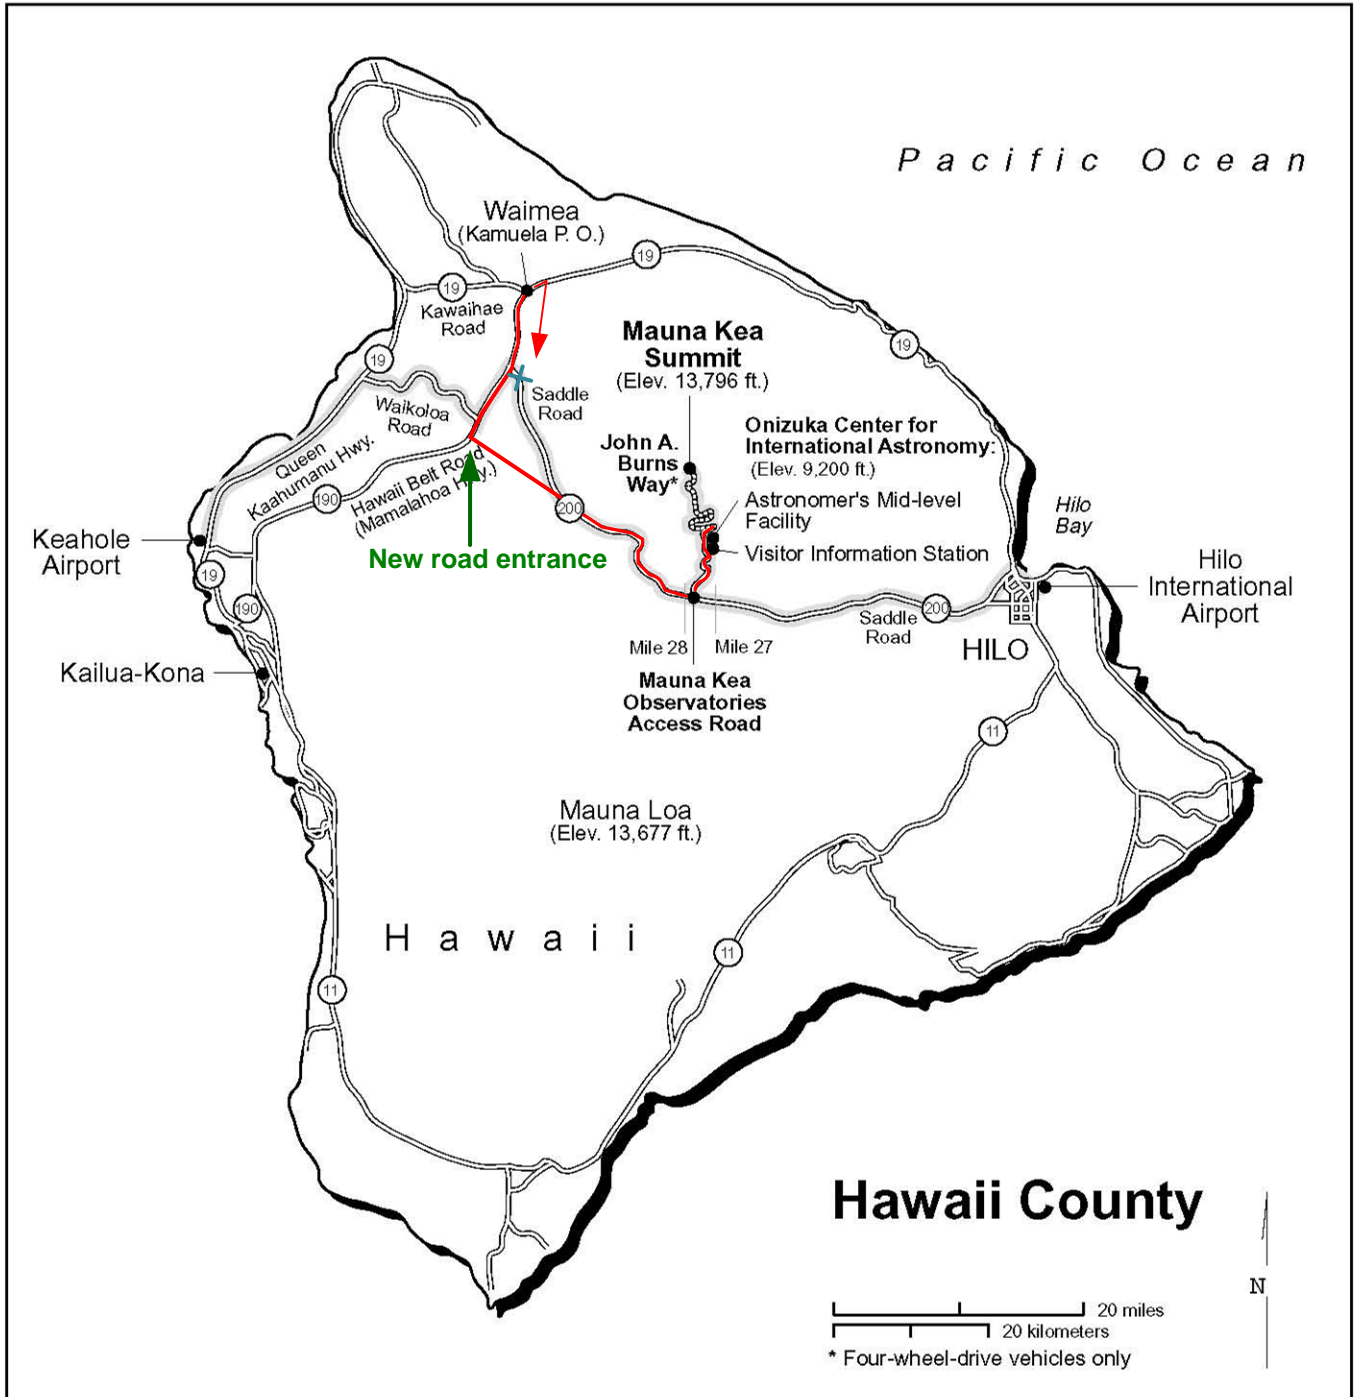 Pacific Ocean
Waimea
(Kamuela P. O.)
19
19
Kawaihae
Road
19
19
Mauna Kea
Summit
(Elev. 13,796 ft.)
Saddle
Road
Waikoloa
Road
Queen
Kaahumanu Hwy.
190
Hawaii Belt Road
(Mamalahoa Hwy.)
John A.
Burns
Way*
Onizuka Center for
International Astronomy:
(Elev. 9,200 ft.)
Astronomer's Mid-level
Facility
Visitor Information Station
200
New road entrance
Keahole
Airport
19
190
Kailua-Kona
Hilo
Bay
Hilo
International
Airport
200
Saddle
Road
HILO
Mile 28
Mile 27
Mauna Kea
Observatories
Access Road
11
Mauna Loa
(Elev. 13,677 ft.)
Hawaii
11
11
Hawaii County
N
20 miles
20 kilometers
* Four-wheel-drive vehicles only